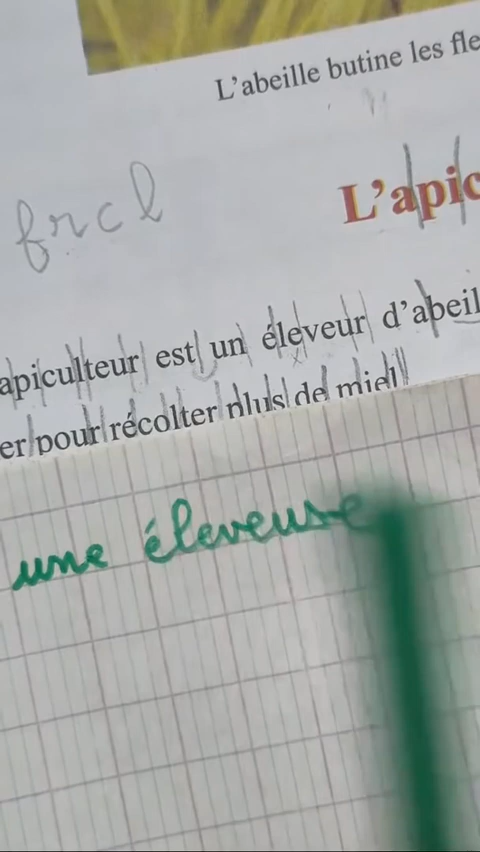 L'abeille butine les fle
frcl
L'apic
apiculteur est un éleveur d'abeil
er pour récolter plus de miel
une éleveuse